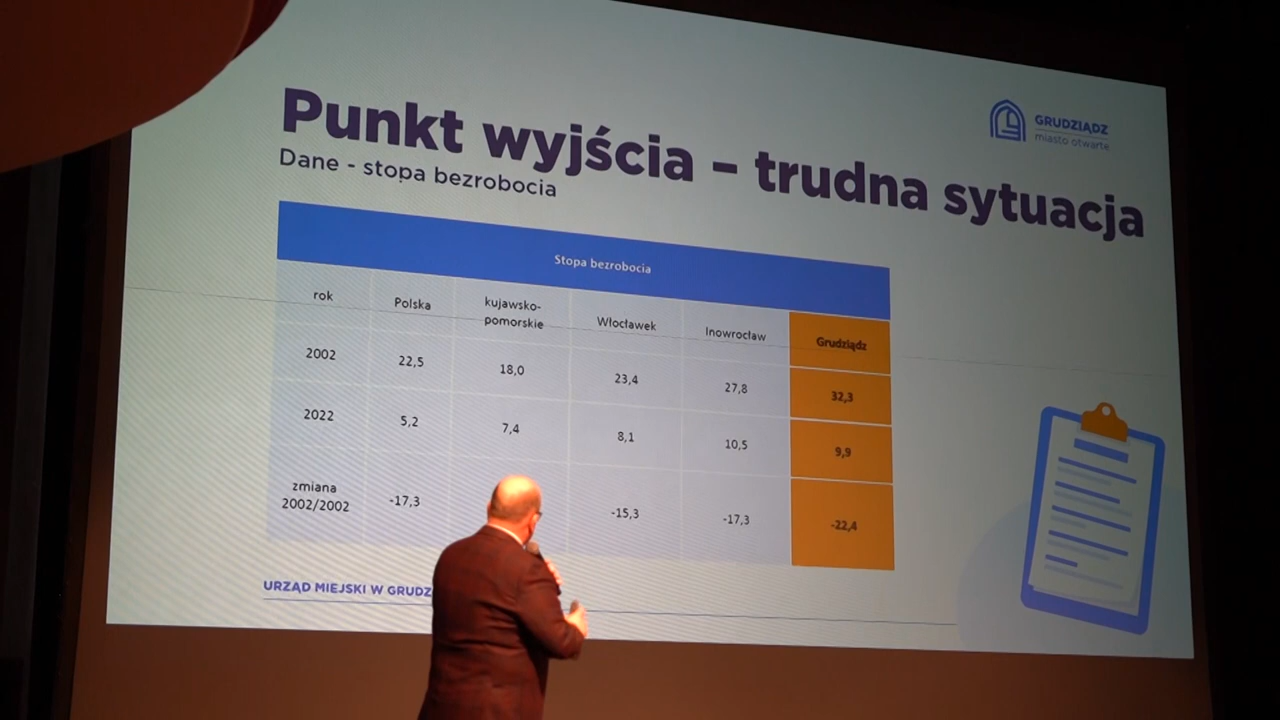 Punkt wyjścia – trudna sytuacja
GRUDZIĄDZ
miasto otwarte
Dane - stopa bezrobocia
Stopa bezrobocia
rok Polska kujawsko-
pomorskie Włocławek Inowrocław Grudziądz
2002 22,5 18,0 23,4 27,8 32,3
2022 5,2 7,4 8,1 10,5 9,9
zmiana
2002/2002 -17,3 -15,3 -17,3 -22,4
URZĄD MIEJSKI W GRUDZ